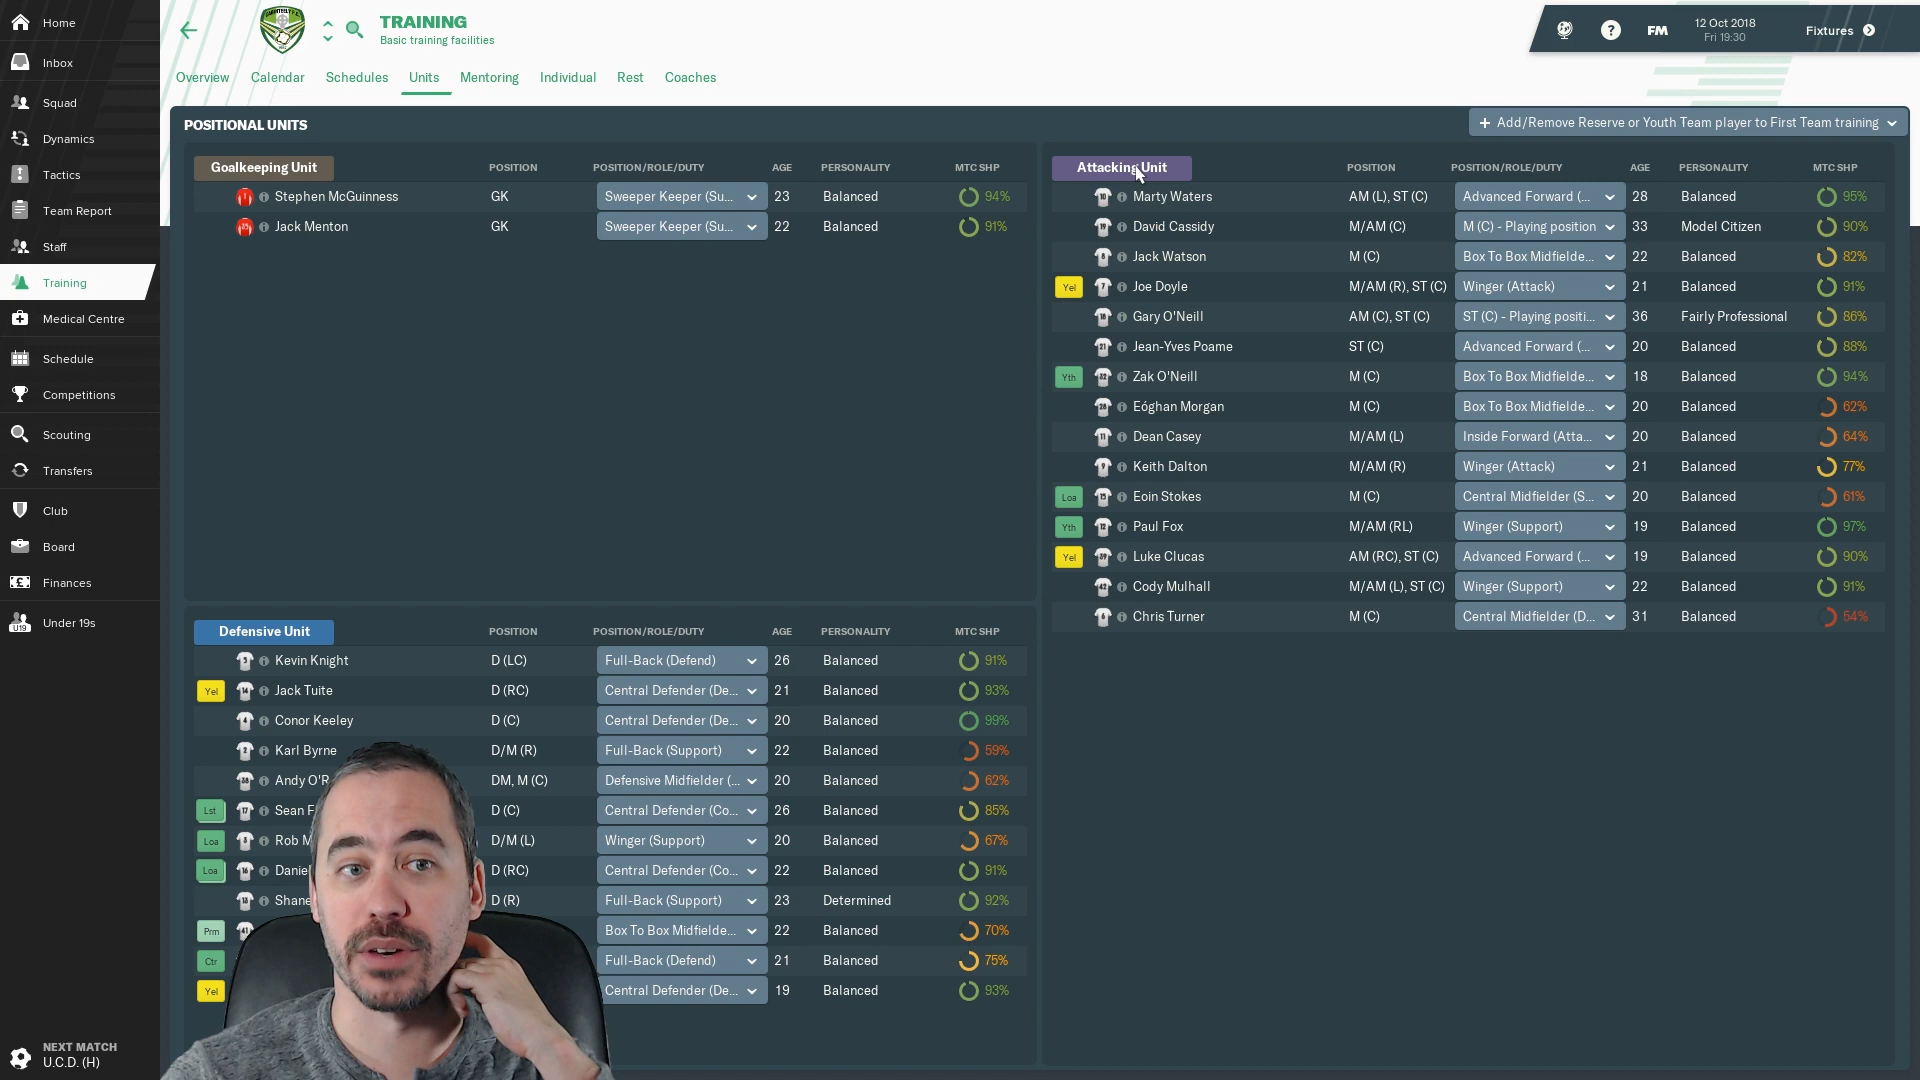 Home
Inbox
Squad
Dynamics
Tactics
Team Report
Staff
Training
Medical Centre
Schedule
Competitions
Scouting
Transfers
Club
Board
Finances
U19 Under 19s
NEXT MATCH
U.C.D. (H)
TRAINING
Basic training facilities
? FM 12 Oct 2018 Fixtures
Fri 19:30
Overview Calendar Schedules Units Mentoring Individual Rest Coaches
POSITIONAL UNITS
+ Add/Remove Reserve or Youth Team player to First Team training
Goalkeeping Unit POSITION POSITION/ROLE/DUTY AGE PERSONALITY MTC SHP
Stephen McGuinness GK Sweeper Keeper (Su... 23 Balanced 94%
Jack Menton GK Sweeper Keeper (Su... 22 Balanced 91%
Defensive Unit POSITION POSITION/ROLE/DUTY AGE PERSONALITY MTC SHP
Kevin Knight D (LC) Full-Back (Defend) 26 Balanced 91%
Yel Jack Tuite D (RC) Central Defender (De... 21 Balanced 93%
Conor Keeley D (C) Central Defender (De... 20 Balanced 99%
Karl Byrne D/M (R) Full-Back (Support) 22 Balanced 59%
Andy O'R DM, M (C) Defensive Midfielder (... 20 Balanced 62%
Lst Sean F D (C) Central Defender (Co... 26 Balanced 85%
Loa Rob M D/M (L) Winger (Support) 20 Balanced 67%
Loa Daniel D (RC) Central Defender (Co... 22 Balanced 91%
Shane D (R) Full-Back (Support) 23 Determined 92%
Prm Box To Box Midfielde... 22 Balanced 70%
Ctr Full-Back (Defend) 21 Balanced 75%
Yel Central Defender (De... 19 Balanced 93%
Attacking Unit POSITION POSITION/ROLE/DUTY AGE PERSONALITY MTC SHP
Marty Waters AM (L), ST (C) Advanced Forward (... 28 Balanced 95%
David Cassidy M/AM (C) M (C) - Playing position 33 Model Citizen 90%
Jack Watson M (C) Box To Box Midfielde... 22 Balanced 82%
Yel Joe Doyle M/AM (R), ST (C) Winger (Attack) 21 Balanced 91%
Gary O'Neill AM (C), ST (C) ST (C) - Playing positi... 36 Fairly Professional 86%
Jean-Yves Poame ST (C) Advanced Forward (... 20 Balanced 88%
Yth Zak O'Neill M (C) Box To Box Midfielde... 18 Balanced 94%
Eóghan Morgan M (C) Box To Box Midfielde... 20 Balanced 62%
Dean Casey M/AM (L) Inside Forward (Atta... 20 Balanced 64%
Keith Dalton M/AM (R) Winger (Attack) 21 Balanced 77%
Loa Eoin Stokes M (C) Central Midfielder (S... 20 Balanced 61%
Yth Paul Fox M/AM (RL) Winger (Support) 19 Balanced 97%
Yel Luke Clucas AM (RC), ST (C) Advanced Forward (... 19 Balanced 90%
Cody Mulhall M/AM (L), ST (C) Winger (Support) 22 Balanced 91%
Chris Turner M (C) Central Midfielder (D... 31 Balanced 54%